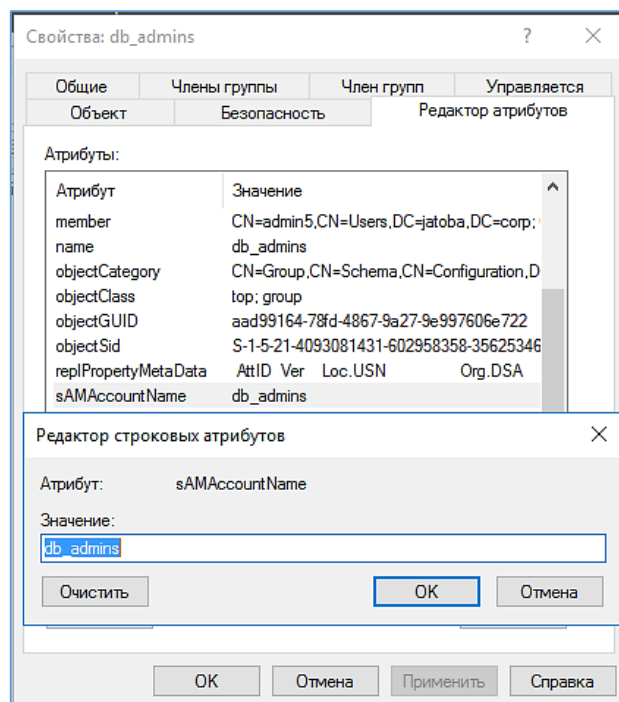 Свойства: db_admins
Общие Члены группы Член групп Управляется
Объект Безопасность Редактор атрибутов
Атрибуты:
Атрибут Значение
member CN=admin5,CN=Users,DC=jatoba,DC=corp;
name db_admins
objectCategory CN=Group,CN=Schema,CN=Configuration,D
objectClass top; group
objectGUID aad99164-78fd-4867-9a27-9e997606e722
objectSid S-1-5-21-4093081431-602958358-35625346
replPropertyMetaData AttID Ver Loc.USN Org.DSA
sAMAccountName db_admins
Редактор строковых атрибутов
Атрибут: sAMAccountName
Значение:
db_admins
Очистить ОК Отмена
ОК Отмена Применить Справка